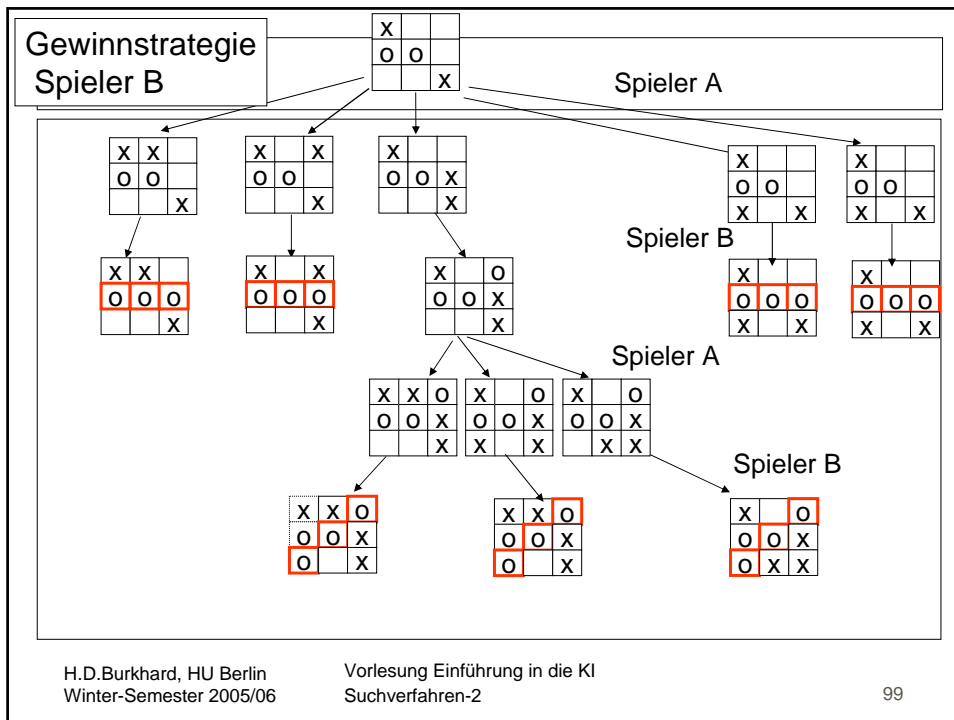 Gewinnstrategie
Spieler B
x
o o
x
Spieler A
x x
o o
x
x x
o o
x
x
o o x
x
x
o o
x x
x
o o
x x
Spieler B
x x
o o o
x
x x
o o o
x
x o
o o x
x
x
o o o
x x
x
o o o
x x
Spieler A
x x o
o o x
x
x o
o o x
x x
x o
o o x
x x
Spieler B
x x o
o o x
o x
x x o
o o x
o x
x o
o o x
o x x
H.D.Burkhard, HU Berlin
Winter-Semester 2005/06
Vorlesung Einführung in die KI
Suchverfahren-2
99